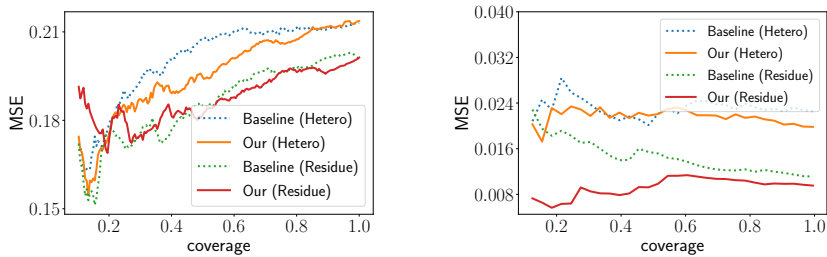 0.21
0.18
0.15
MSE
Baseline (Hetero)
Our (Hetero)
Baseline (Residue)
Our (Residue)
0.2 0.4 0.6 0.8 1.0
coverage
0.040
0.032
0.024
0.016
0.008
MSE
Baseline (Hetero)
Our (Hetero)
Baseline (Residue)
Our (Residue)
0.2 0.4 0.6 0.8 1.0
coverage